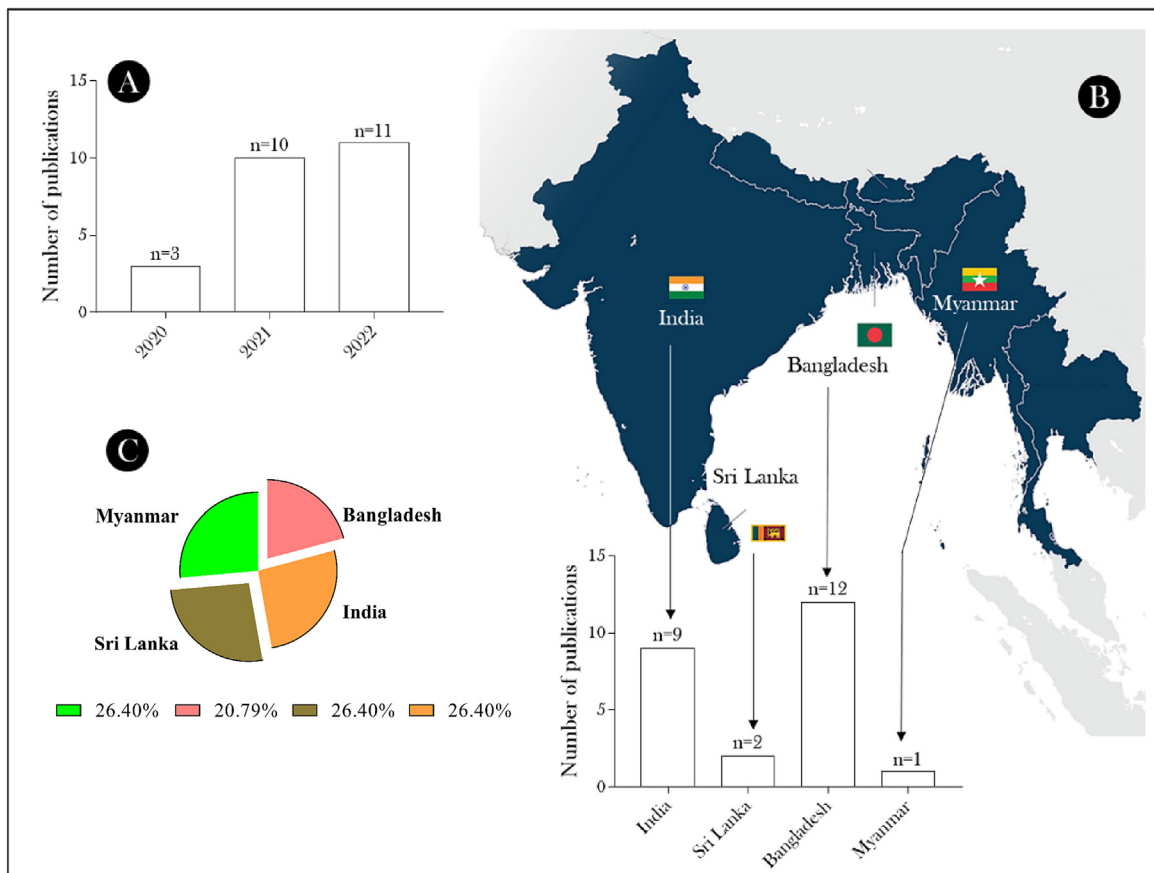 A
Number of publications
15
10
5
0
n=3
n=10
n=11
2020
2021
2022
B
India
Bangladesh
Myanmar
Sri Lanka
Number of publications
15
10
5
0
n=9
n=2
n=12
n=1
India
Sri Lanka
Bangladesh
Myanmar
C
Myanmar
Bangladesh
Sri Lanka
India
26.40% 20.79% 26.40% 26.40%